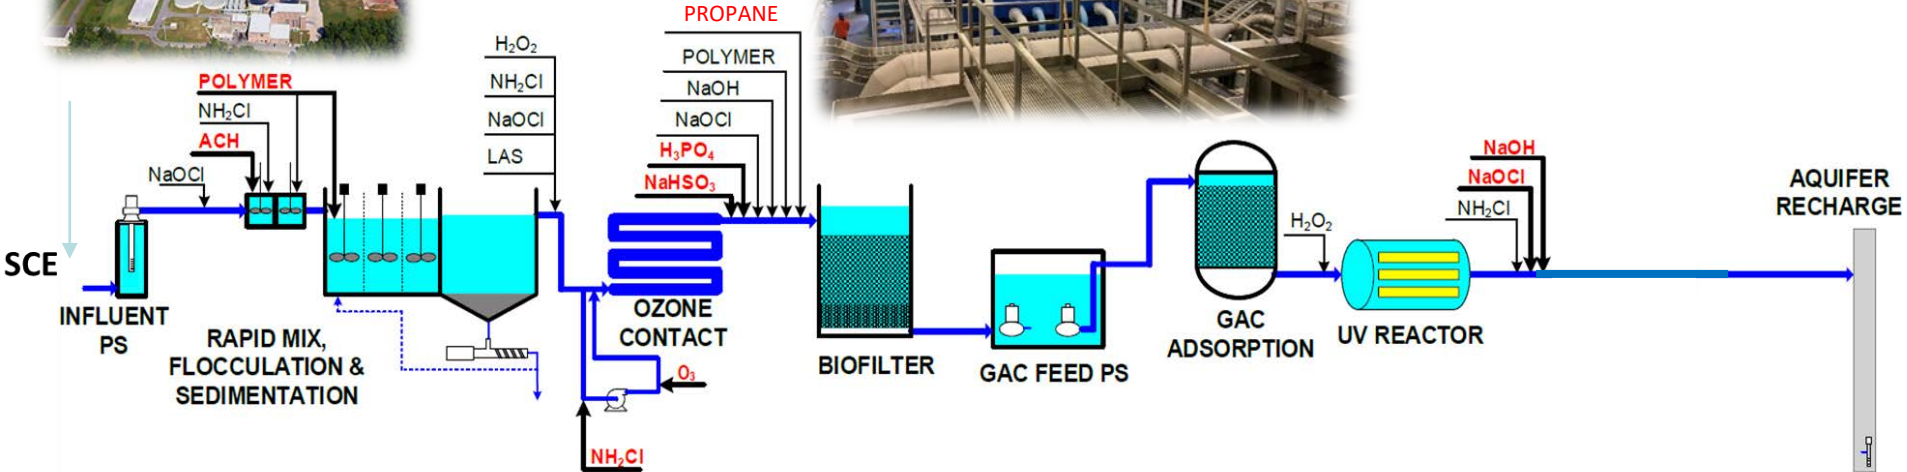 PROPANE
H₂O₂
POLYMER
POLYMER
NH₂Cl
NaOH
NH₂Cl
NaOCl
NaOCl
ACH
LAS
H₃PO₄
NaOH
NaOCl
NaHSO₃
NaOCl
AQUIFER
RECHARGE
NH₂Cl
H₂O₂
SCE
INFLUENT
PS
RAPID MIX,
FLOCCULATION &
SEDIMENTATION
OZONE
CONTACT
O₃
NH₂Cl
BIOFILTER
GAC FEED PS
GAC
ADSORPTION
UV REACTOR